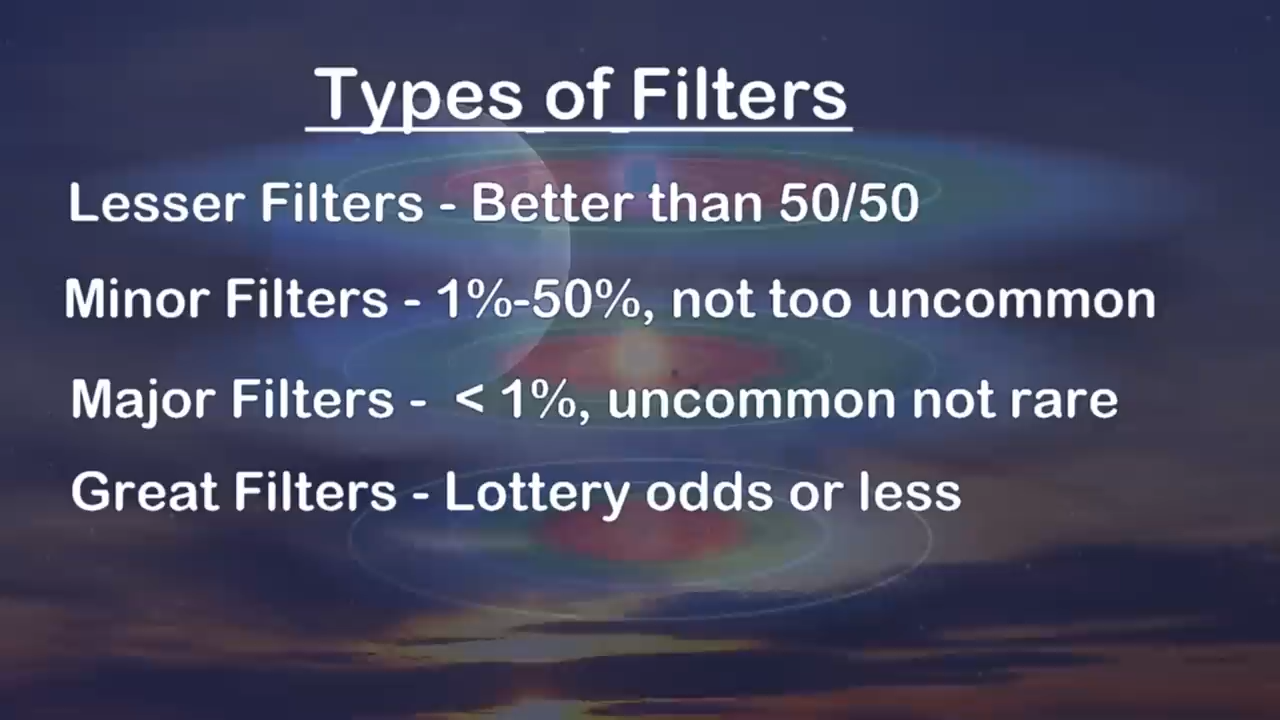 Types of Filters
Lesser Filters - Better than 50/50
Minor Filters - 1%-50%, not too uncommon
Major Filters - < 1%, uncommon not rare
Great Filters - Lottery odds or less